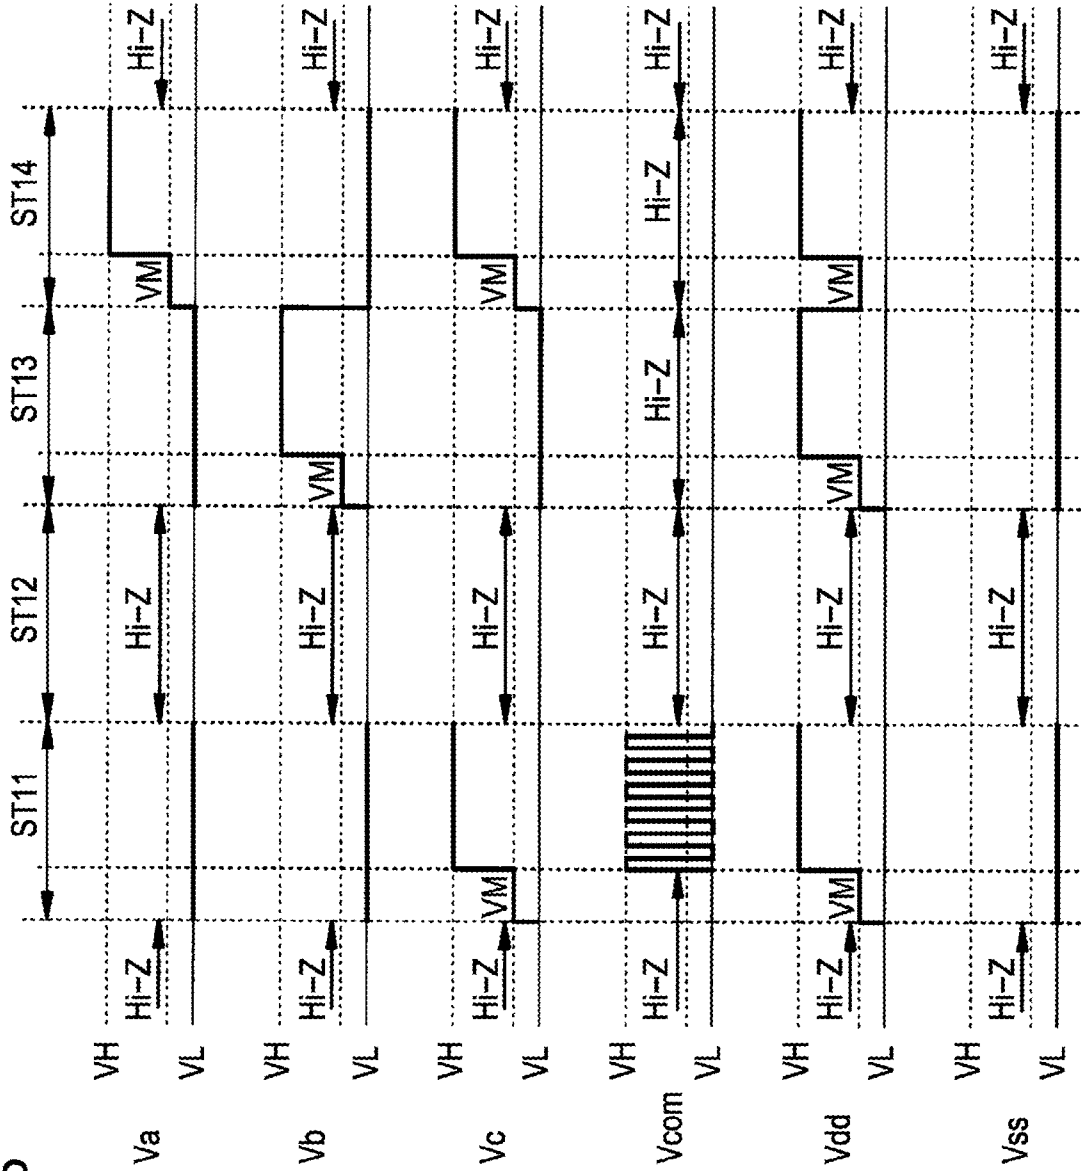 ST11 ST12 ST13 ST14
VH
Va Hi-Z Hi-Z VM Hi-Z
VL
VH
Vb Hi-Z Hi-Z VM Hi-Z
VL
VH
Vc Hi-Z VM Hi-Z VM Hi-Z
VL
VH
Vcom Hi-Z Hi-Z Hi-Z Hi-Z Hi-Z
VL
VH
Vdd Hi-Z VM Hi-Z VM VM Hi-Z
VL
VH
Vss Hi-Z Hi-Z Hi-Z
VL